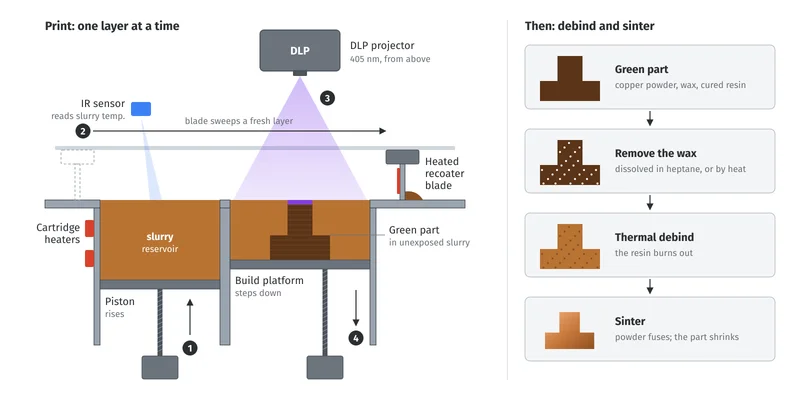 Print: one layer at a time
DLP
DLP projector
405 nm, from above
3
IR sensor
reads slurry temp.
2
blade sweeps a fresh layer
Heated
recoater
blade
Cartridge
heaters
slurry
reservoir
Green part
in unexposed slurry
Piston
rises
Build platform
steps down
1
4
Then: debind and sinter
Green part
copper powder, wax, cured resin
Remove the wax
dissolved in heptane, or by heat
Thermal debind
the resin burns out
Sinter
powder fuses; the part shrinks